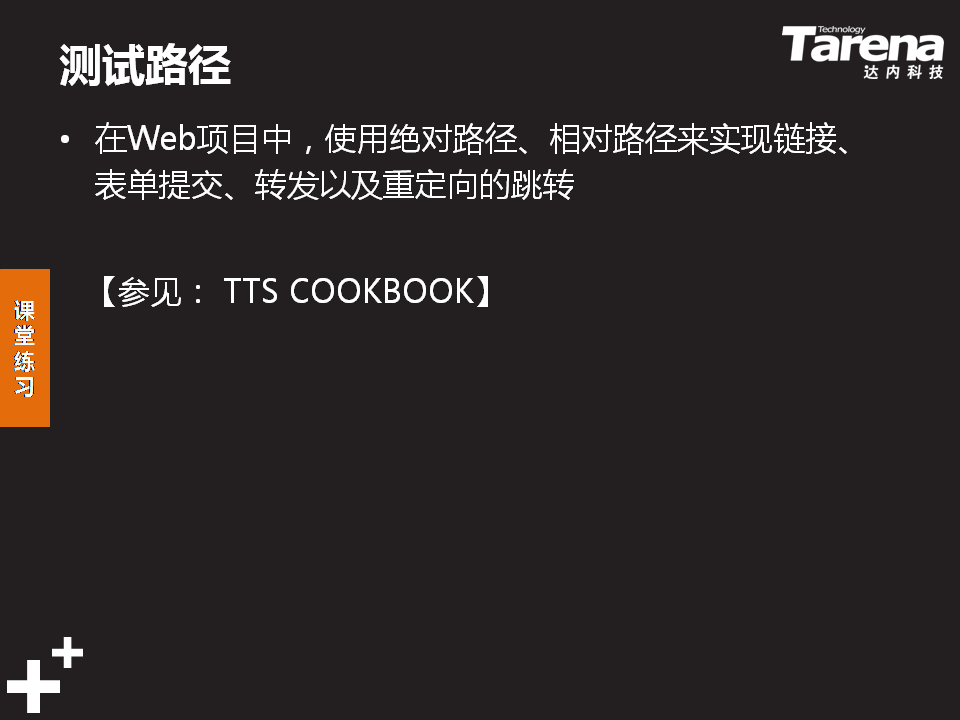 测试路径
Technology
Tarena
达内科技
• 在Web项目中，使用绝对路径、相对路径来实现链接、
表单提交、转发以及重定向的跳转
【参见： TTS COOKBOOK】
课
堂
练
习